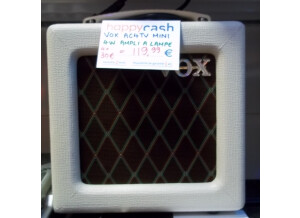 happycash
VOX AC4TV MINI
4W AMPLI A LAMPE
119,99 €
VOX